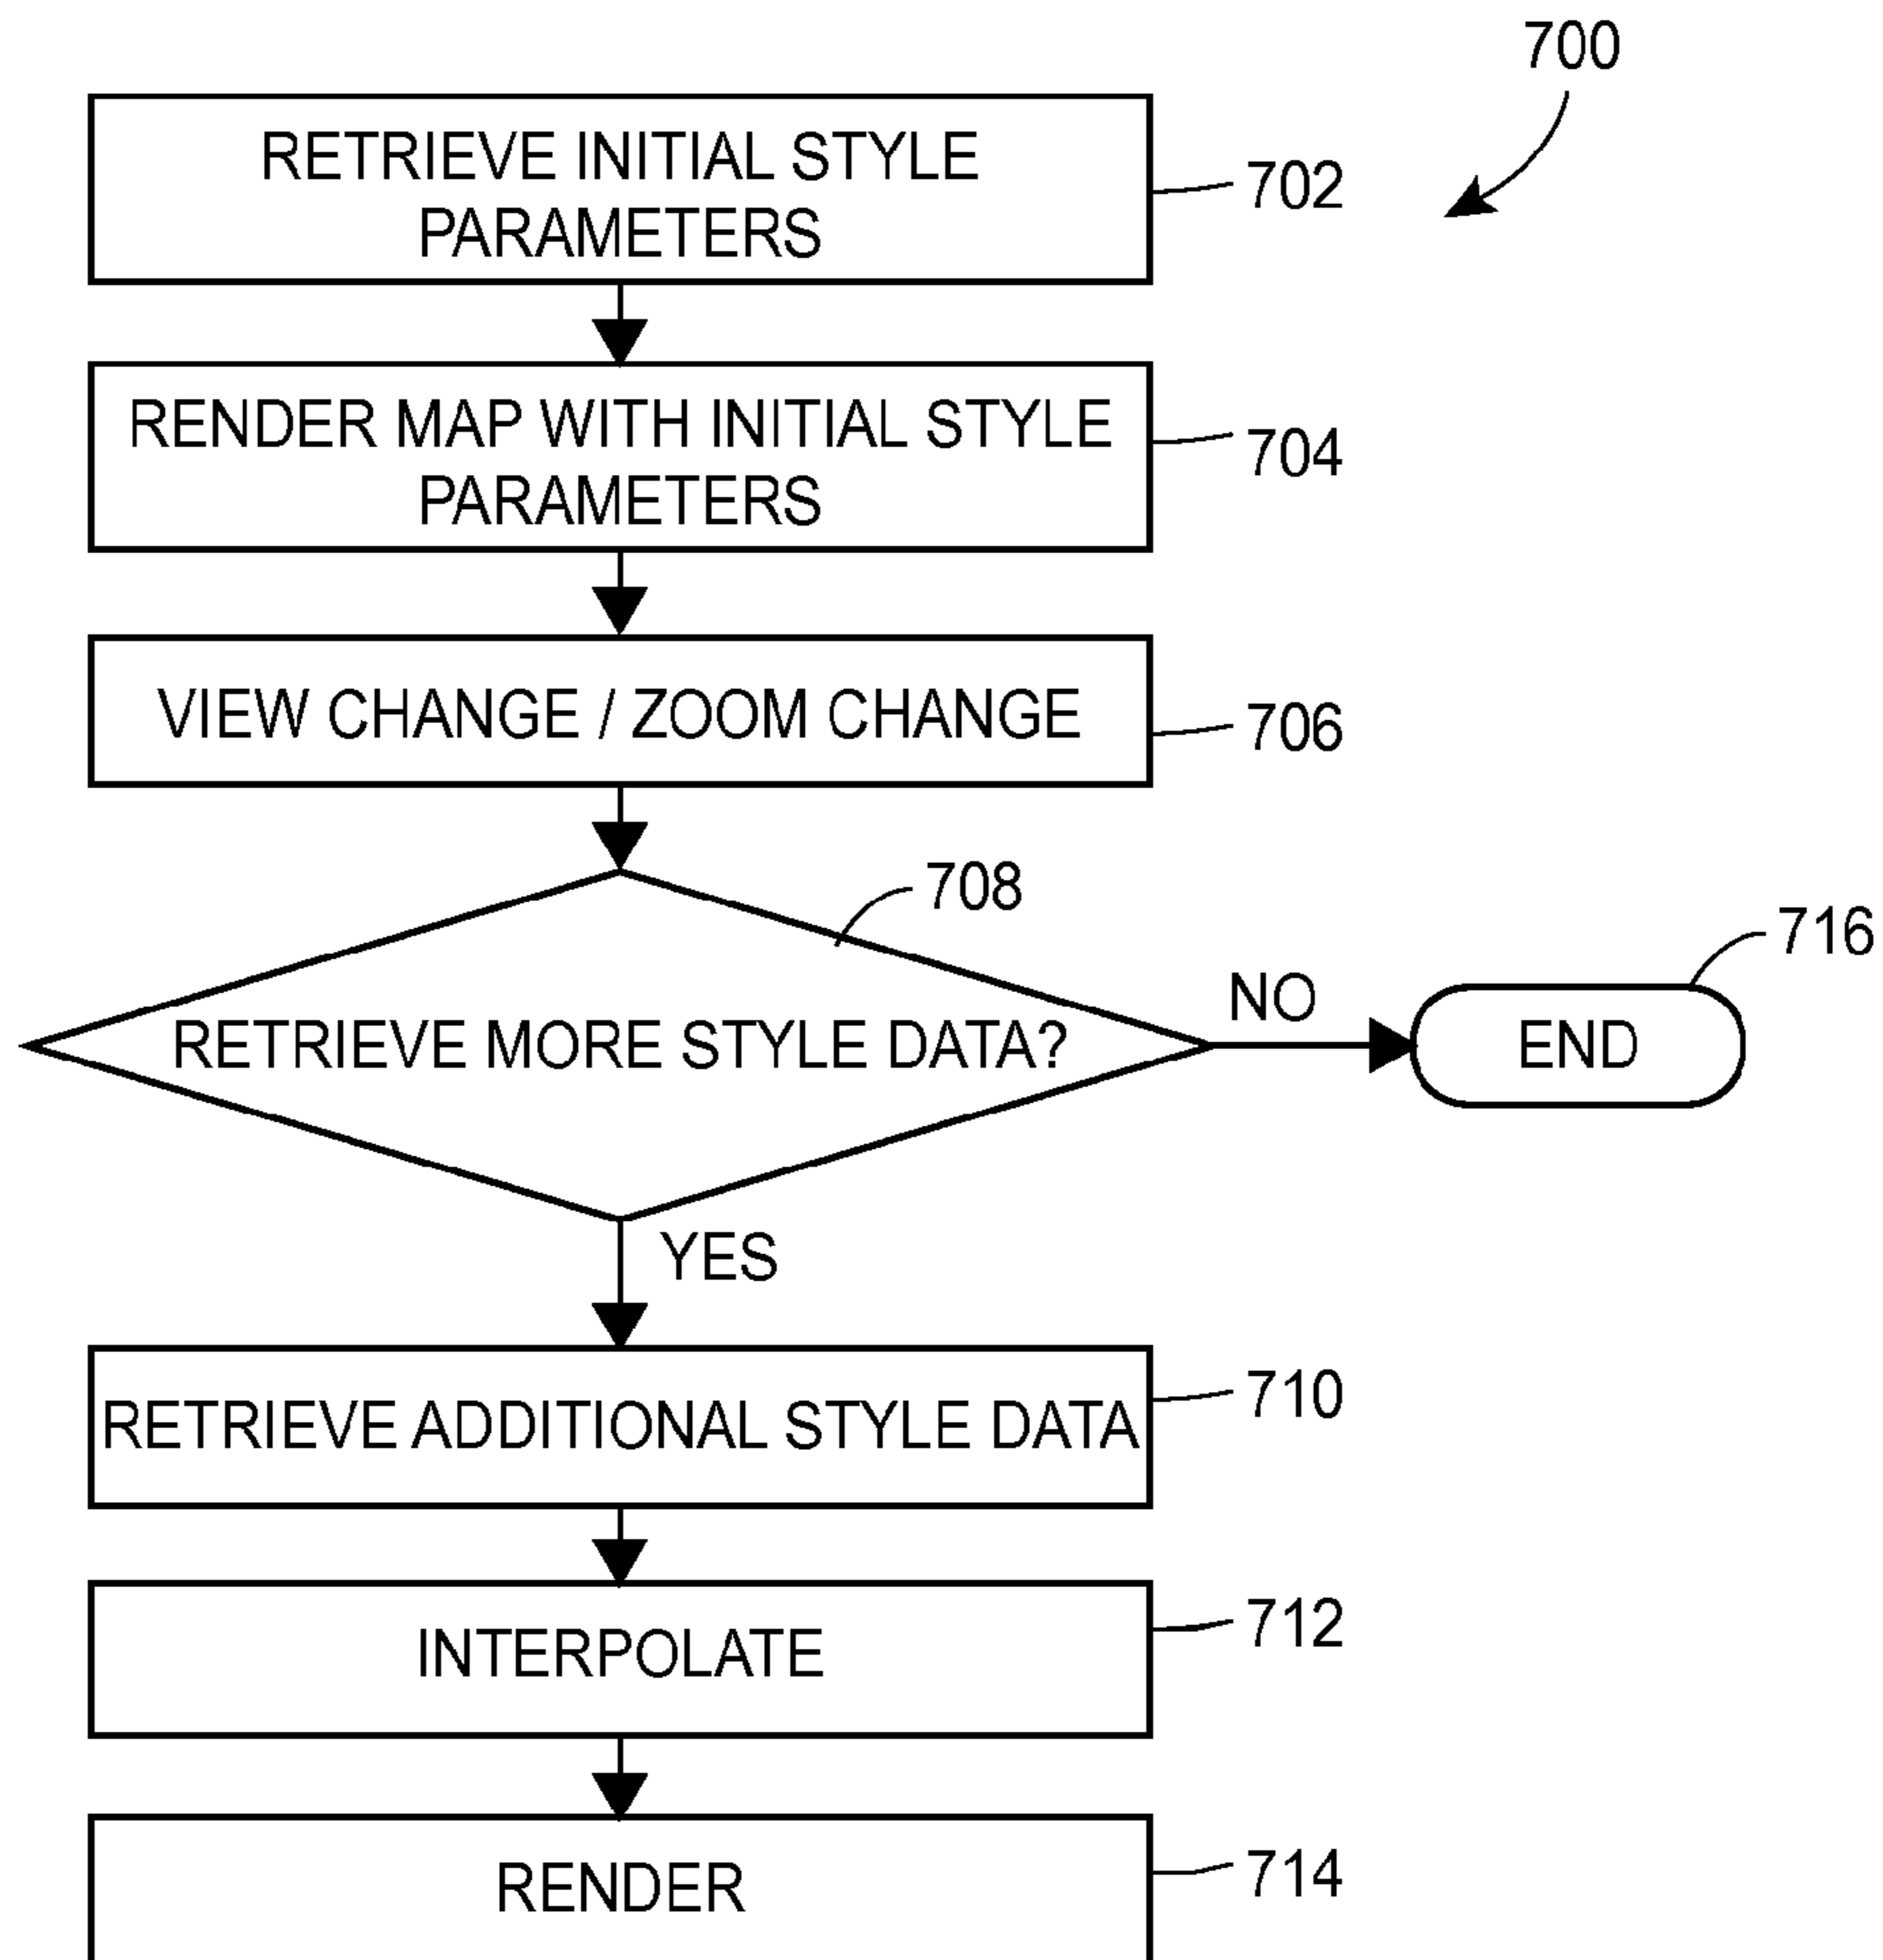 700
RETRIEVE INITIAL STYLE
PARAMETERS
702
RENDER MAP WITH INITIAL STYLE
PARAMETERS
704
VIEW CHANGE / ZOOM CHANGE
706
708
RETRIEVE MORE STYLE DATA?
NO
716
END
YES
RETRIEVE ADDITIONAL STYLE DATA
710
INTERPOLATE
712
RENDER
714